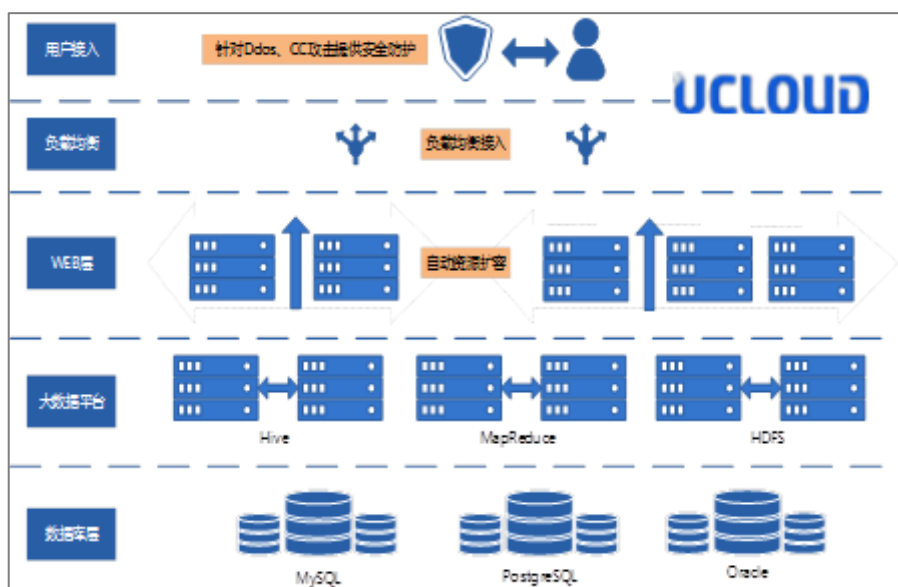 用户接入
针对Ddos、CC攻击提供安全防护
UCLOUD
负载均衡
负载均衡接入
WEB层
自动资源扩容
大数据平台
Hive
MapReduce
HDFS
数据库层
MySQL
PostgreSQL
Oracle